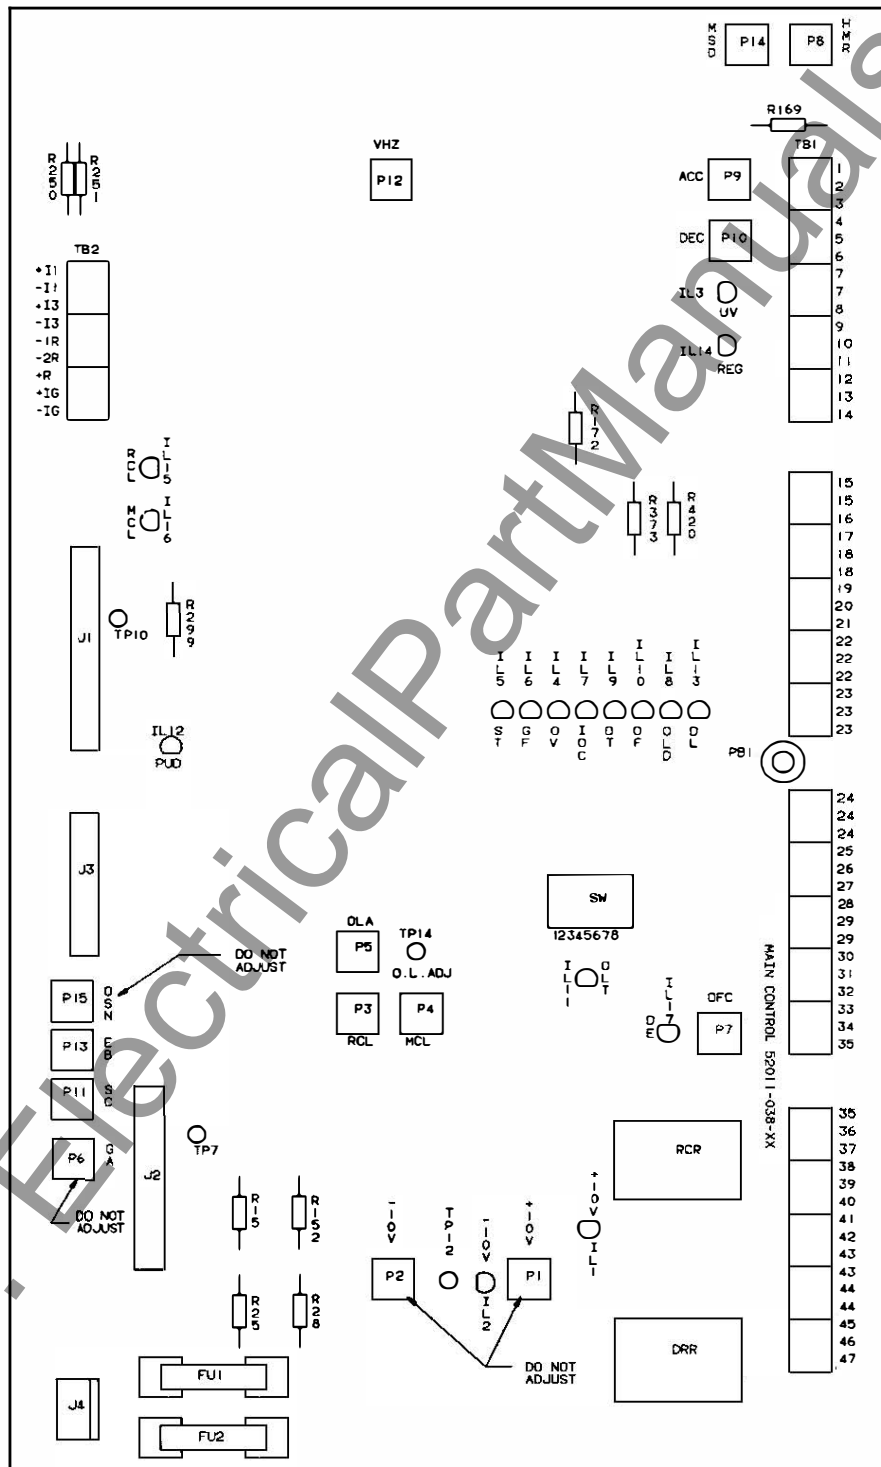 MSD
P14
P8
HMR
R169
TB1
VHZ
P12
R250
R251
ACC
P9
DEC
P10
IL3
UV
IL14
REG
1
2
3
4
5
6
7
7
8
9
10
11
12
13
14
TB2
+I1
-I1
+I3
-I3
-1R
-2R
+R
+IG
-IG
R172
RCL
IL15
MCL
IL16
R373
R420
15
15
16
17
18
18
19
20
21
22
22
22
23
23
23
J1
TP10
R299
IL5
IL6
IL4
IL7
IL9
IL10
IL8
IL13
ST
GF
OV
IOC
OT
OF
OLD
DL
IL12
PUD
PB1
J3
24
24
24
25
26
27
28
29
29
30
31
32
33
34
35
SW
12345678
OLA
P5
TP14
O.L.ADJ
DO NOT
ADJUST
IL11
OLT
P15
OSN
P3
RCL
P4
MCL
IL17
DE
OFC
P7
MAIN CONTROL 52011-038-XX
P13
EB
P11
SC
P6
GA
J2
TP7
DO NOT
ADJUST
RCR
35
36
37
38
39
40
41
42
43
43
44
44
45
46
47
R15
R152
-10V
TP12
-10V
+10V
+10V
IL1
P2
IL2
P1
R25
R28
DO NOT
ADJUST
DRR
FU1
J4
FU2
.ElectricalPartManuals